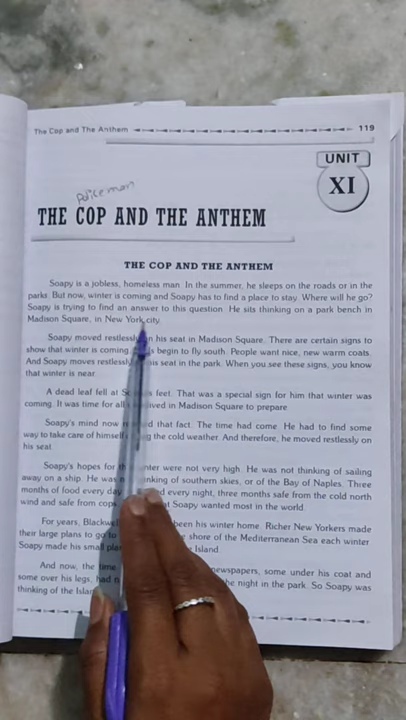 The Cop and The Anthem 119
UNIT
XI
policeman
THE COP AND THE ANTHEM
THE COP AND THE ANTHEM
Soapy is a jobless, homeless man. In the summer, he sleeps on the roads or in the
parks. But now, winter is coming and Soapy has to find a place to stay. Where will he go?
Soapy is trying to find an answer to this question. He sits thinking on a park bench in
Madison Square, in New York city.
Soapy moved restlessly in his seat in Madison Square. There are certain signs to
show that winter is coming. begin to fly south. People want nice, new warm coats.
And Soapy moves restlessly his seat in the park. When you see these signs, you know
that winter is near.
A dead leaf fell at feet. That was a special sign for him that winter was
coming. It was time for all lived in Madison Square to prepare
Soapy's mind now that fact. The time had come. He had to find some
way to take care of himself the cold weather. And therefore, he moved restlessly on
his seat.
Soapy's hopes for were not very high. He was not thinking of sailing
away on a ship. He was of southern skies, or of the Bay of Naples. Three
months of food every day every night, three months safe from the cold north
wind and safe from Soapy wanted most in the world.
For years, been his winter home. Richer New Yorkers made
their large plans to go to shore of the Mediterranean Sea each winter
Soapy made his small Island.
And now, the time newspapers, some under his coat and
some over his legs, had the night in the park. So Soapy was
thinking of the